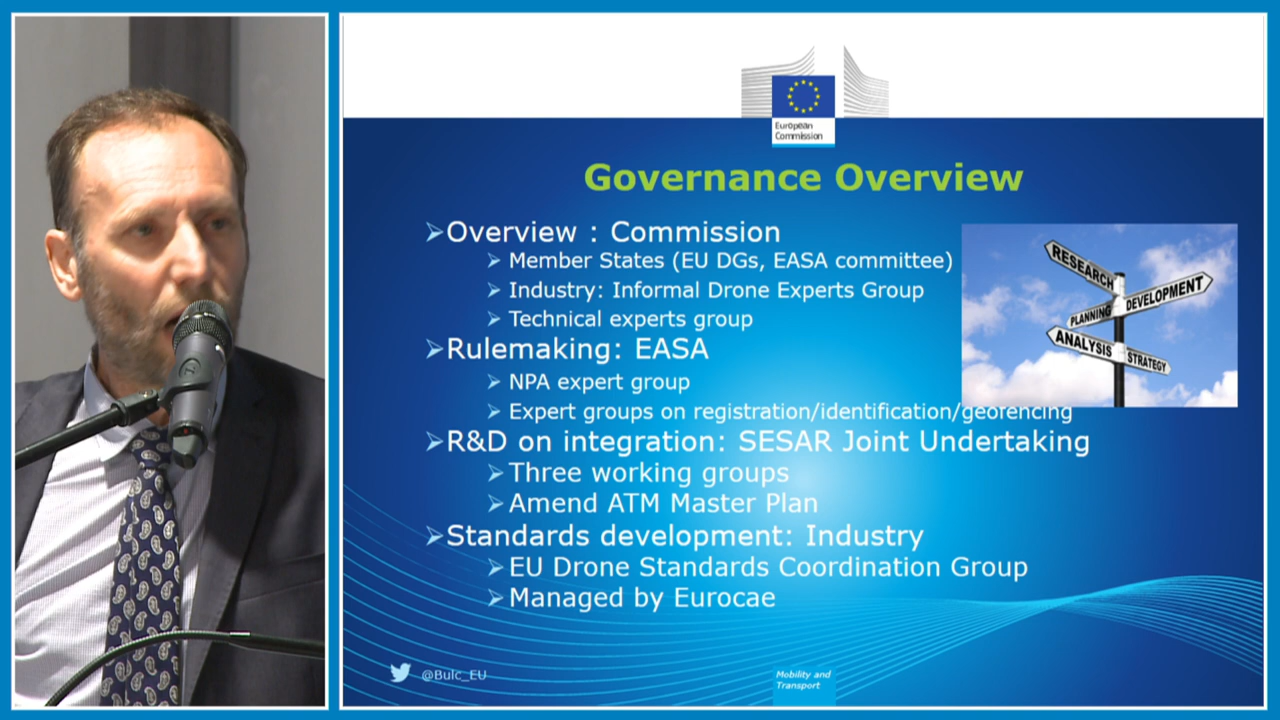 European
Commission
Governance Overview
Overview : Commission
Member States (EU DGs, EASA committee)
Industry: Informal Drone Experts Group
Technical experts group
Rulemaking: EASA
NPA expert group
Expert groups on registration/identification/geofencing
R&D on integration: SESAR Joint Undertaking
Three working groups
Amend ATM Master Plan
Standards development: Industry
EU Drone Standards Coordination Group
Managed by Eurocae
RESEARCH
DEVELOPMENT
PLANNING
ANALYSIS
STRATEGY
@Bulc_EU
Mobility and
Transport